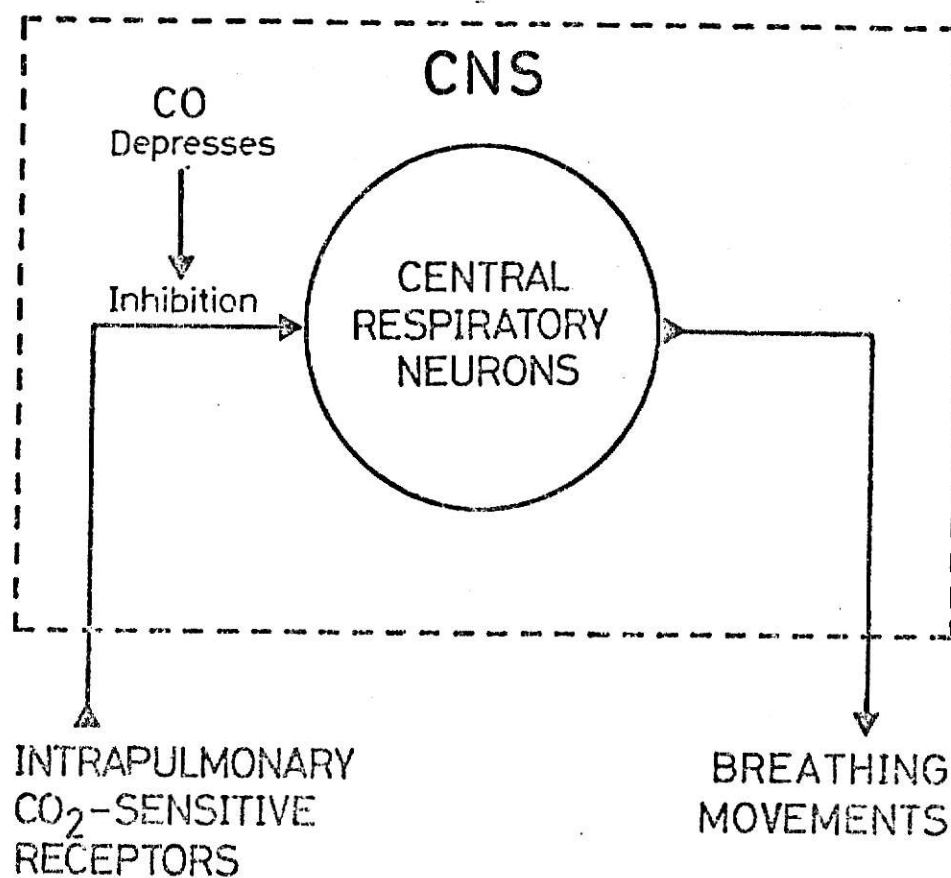 CNS
CO
Depresses
Inhibition
CENTRAL
RESPIRATORY
NEURONS
INTRAPULMONARY
CO₂-SENSITIVE
RECEPTORS
BREATHING
MOVEMENTS